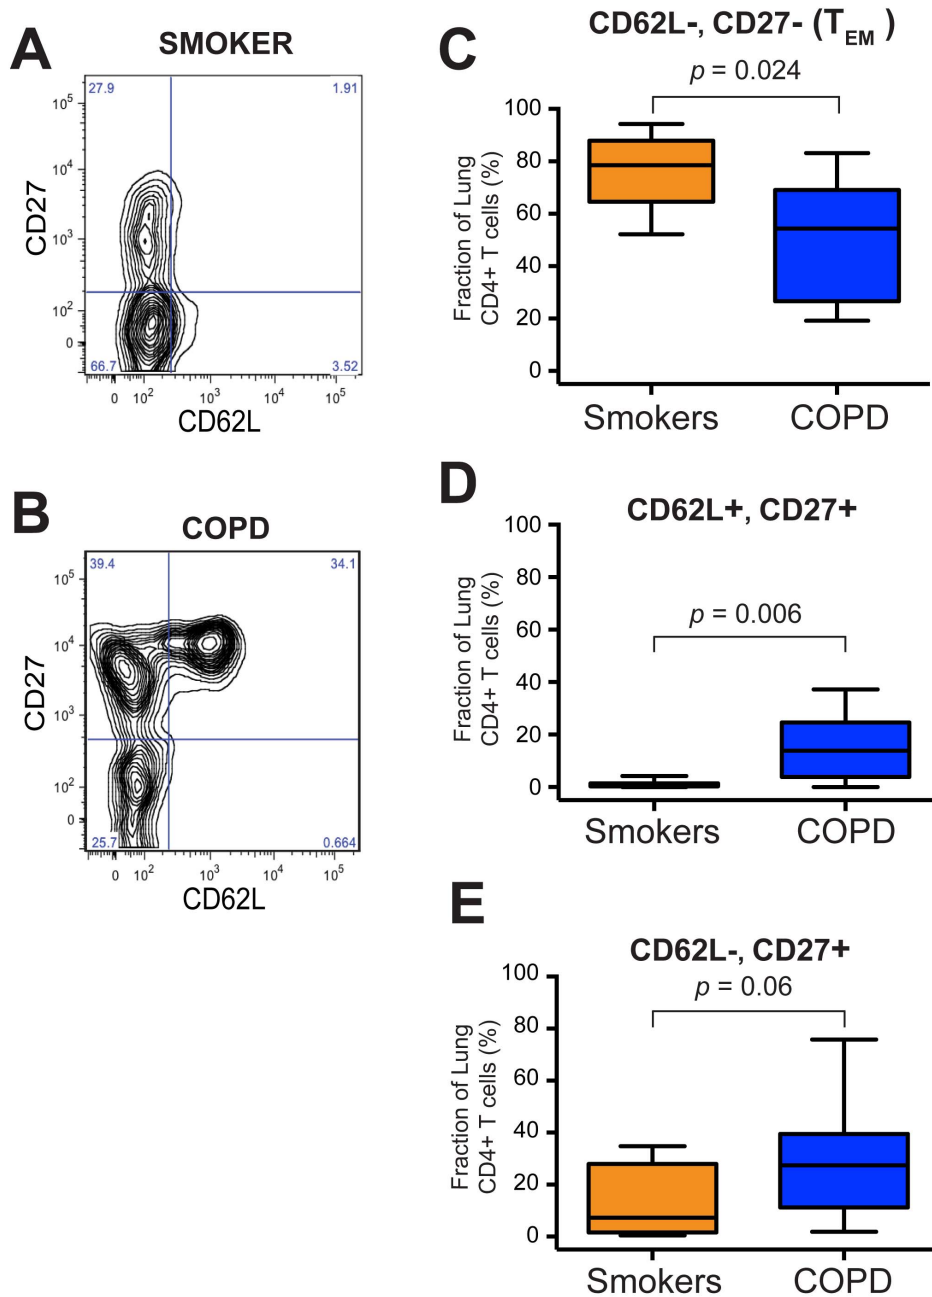 A
SMOKER
27.9
1.91
10^5
10^4
10^3
10^2
0
CD27
66.7
3.52
0 10^2 10^3 10^4 10^5
CD62L
B
COPD
39.4
34.1
10^5
10^4
10^3
10^2
0
CD27
25.7
0.664
0 10^2 10^3 10^4 10^5
CD62L
C
CD62L-, CD27- (T_EM )
p = 0.024
100
80
60
40
20
0
Fraction of Lung
CD4+ T cells (%)
Smokers COPD
D
CD62L+, CD27+
p = 0.006
100
80
60
40
20
0
Fraction of Lung
CD4+ T cells (%)
Smokers COPD
E
CD62L-, CD27+
p = 0.06
100
80
60
40
20
0
Fraction of Lung
CD4+ T cells (%)
Smokers COPD